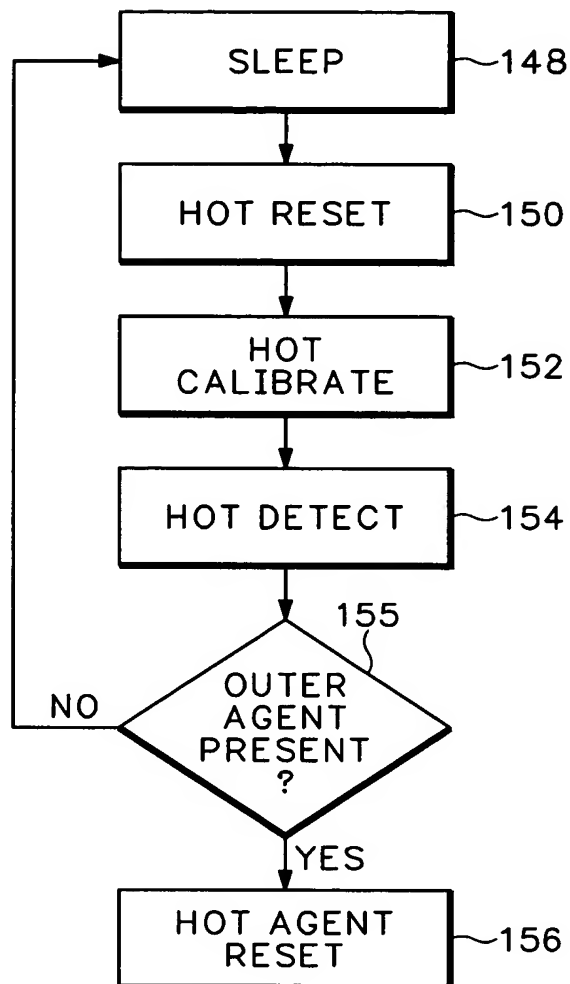 SLEEP
148
HOT RESET
150
HOT
CALIBRATE
152
HOT DETECT
154
155
OUTER
AGENT
PRESENT
?
NO
YES
HOT AGENT
RESET
156